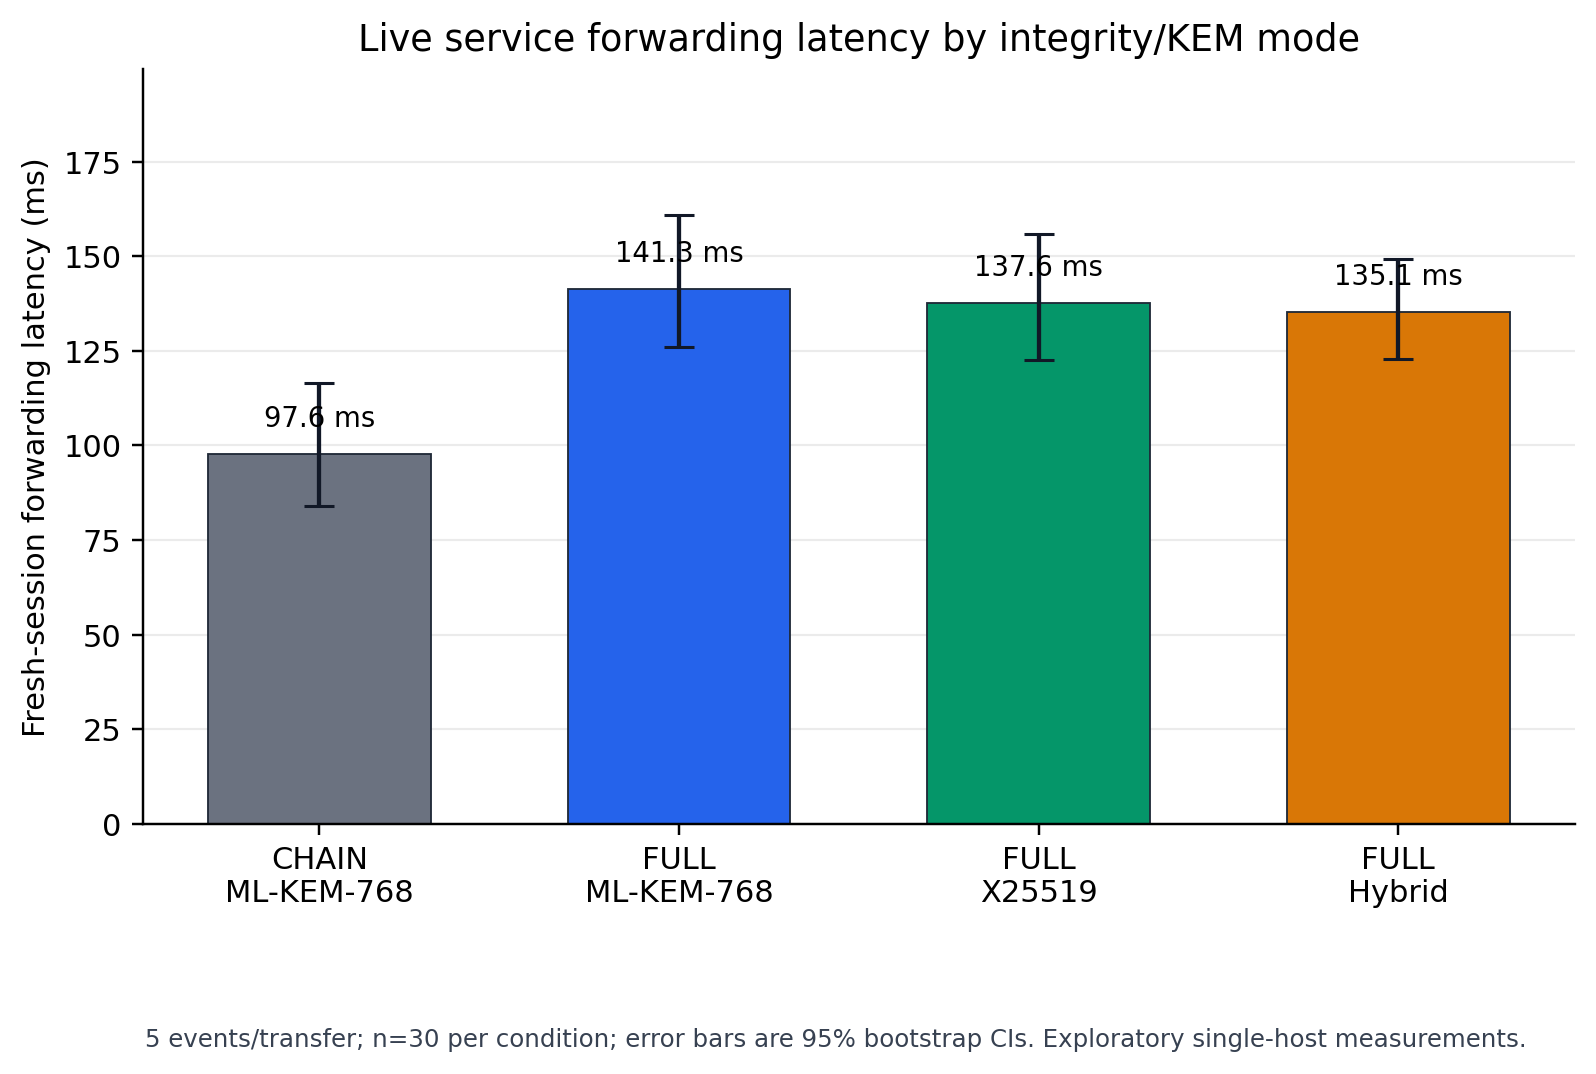 Live service forwarding latency by integrity/KEM mode
Fresh-session forwarding latency (ms)
175
150
125
100
75
50
25
0
97.6 ms
141.3 ms
137.6 ms
135.1 ms
CHAIN
ML-KEM-768
FULL
ML-KEM-768
FULL
X25519
FULL
Hybrid
5 events/transfer; n=30 per condition; error bars are 95% bootstrap CIs. Exploratory single-host measurements.